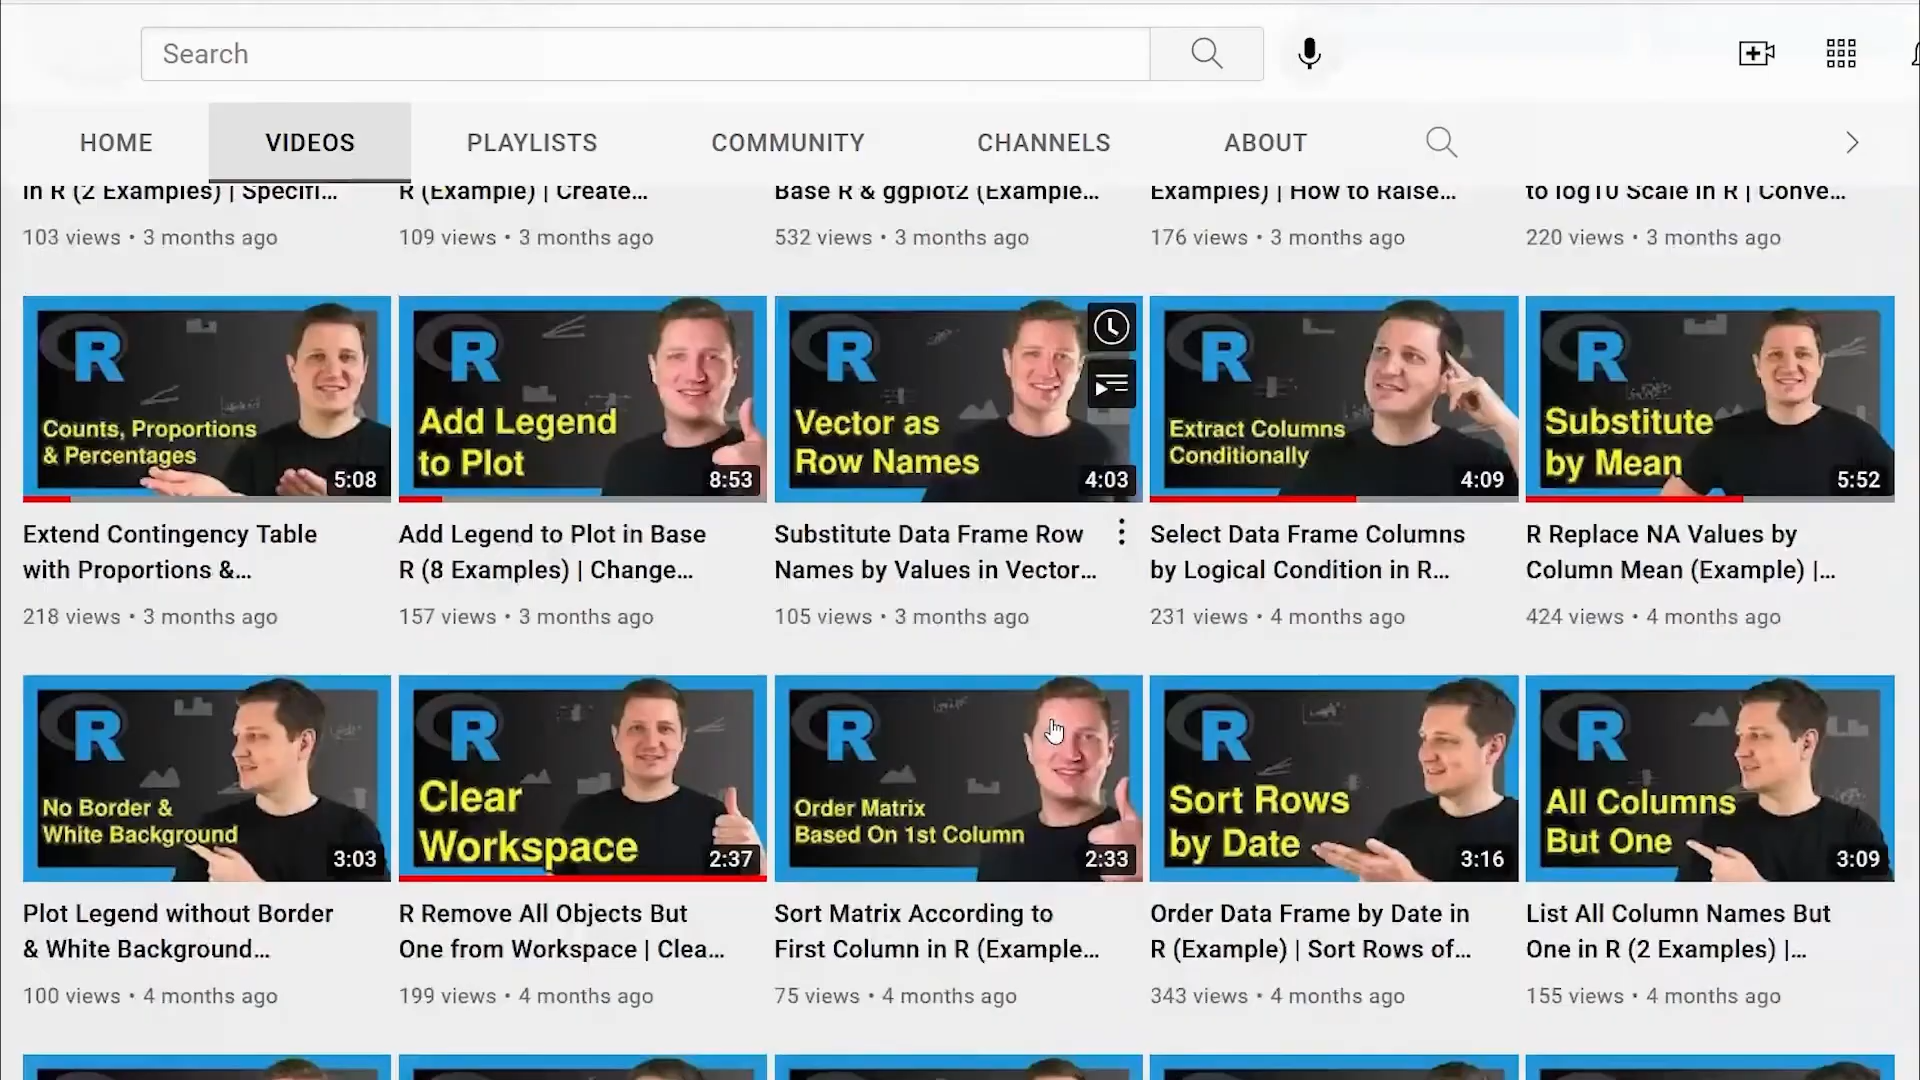 Search
HOME VIDEOS PLAYLISTS COMMUNITY CHANNELS ABOUT
in R (2 Examples) | Specifi...
103 views • 3 months ago
R (Example) | Create...
109 views • 3 months ago
Base R & ggplot2 (Example...
532 views • 3 months ago
Examples) | How to Raise...
176 views • 3 months ago
to log10 Scale in R | Conve...
220 views • 3 months ago
R
Counts, Proportions
& Percentages
5:08
Extend Contingency Table
with Proportions &...
218 views • 3 months ago
R
Add Legend
to Plot
8:53
Add Legend to Plot in Base
R (8 Examples) | Change...
157 views • 3 months ago
R
Vector as
Row Names
4:03
Substitute Data Frame Row
Names by Values in Vector...
105 views • 3 months ago
R
Extract Columns
Conditionally
4:09
Select Data Frame Columns
by Logical Condition in R...
231 views • 4 months ago
R
Substitute
by Mean
5:52
R Replace NA Values by
Column Mean (Example) |...
424 views • 4 months ago
R
No Border &
White Background
3:03
Plot Legend without Border
& White Background...
100 views • 4 months ago
R
Clear
Workspace
2:37
R Remove All Objects But
One from Workspace | Clea...
199 views • 4 months ago
R
Order Matrix
Based On 1st Column
2:33
Sort Matrix According to
First Column in R (Example...
75 views • 4 months ago
R
Sort Rows
by Date
3:16
Order Data Frame by Date in
R (Example) | Sort Rows of...
343 views • 4 months ago
R
All Columns
But One
3:09
List All Column Names But
One in R (2 Examples) |...
155 views • 4 months ago